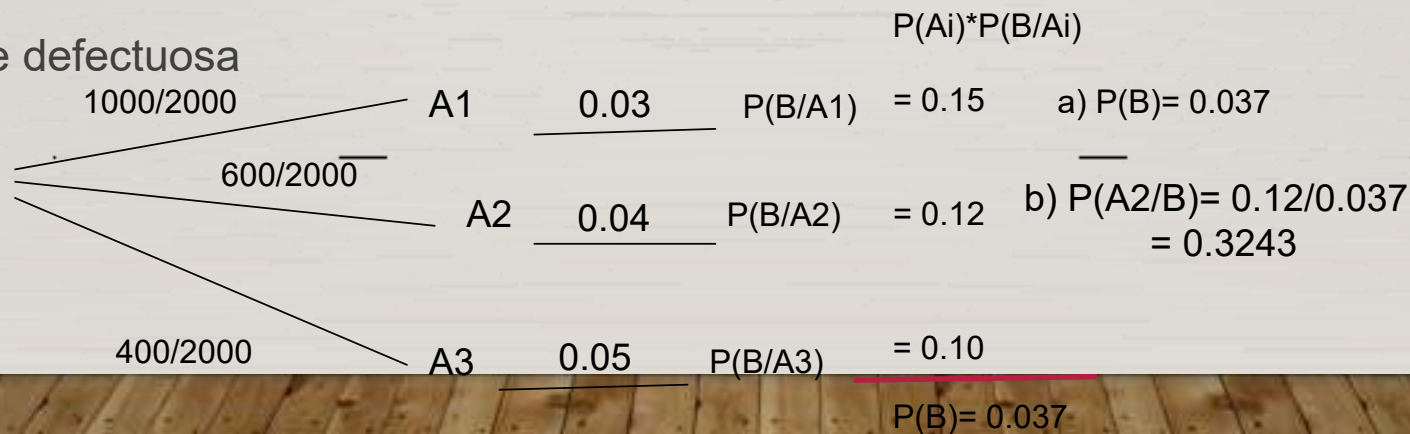 P(Ai)*P(B/Ai)
e defectuosa
1000/2000 A1 0.03 P(B/A1) = 0.15 a) P(B)= 0.037
600/2000
A2 0.04 P(B/A2) = 0.12 b) P(A2/B)= 0.12/0.037
= 0.3243
400/2000 A3 0.05 P(B/A3) = 0.10
P(B)= 0.037